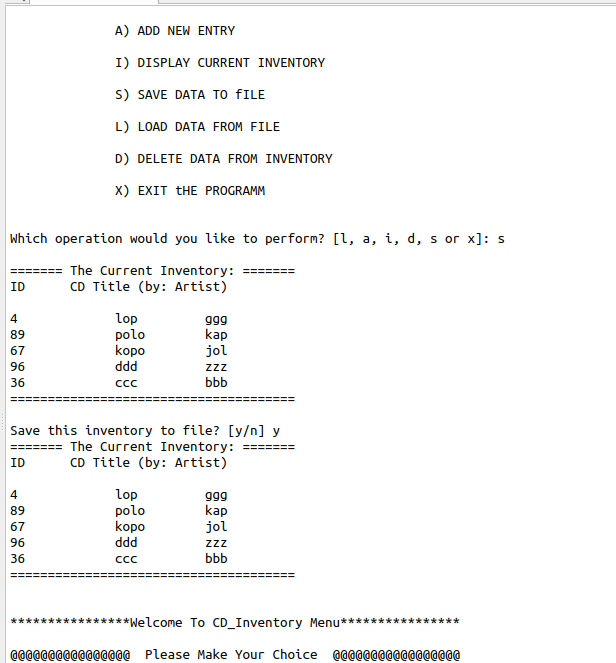 A) ADD NEW ENTRY
I) DISPLAY CURRENT INVENTORY
S) SAVE DATA TO fILE
L) LOAD DATA FROM FILE
D) DELETE DATA FROM INVENTORY
X) EXIT tHE PROGRAMM
Which operation would you like to perform? [l, a, i, d, s or x]: s
======= The Current Inventory: =======
ID CD Title (by: Artist)
4 lop ggg
89 polo kap
67 kopo jol
96 ddd zzz
36 ccc bbb
======================================
Save this inventory to file? [y/n] y
======= The Current Inventory: =======
ID CD Title (by: Artist)
4 lop ggg
89 polo kap
67 kopo jol
96 ddd zzz
36 ccc bbb
======================================
****************Welcome To CD_Inventory Menu****************
@@@@@@@@@@@@@@@@ Please Make Your Choice @@@@@@@@@@@@@@@@@